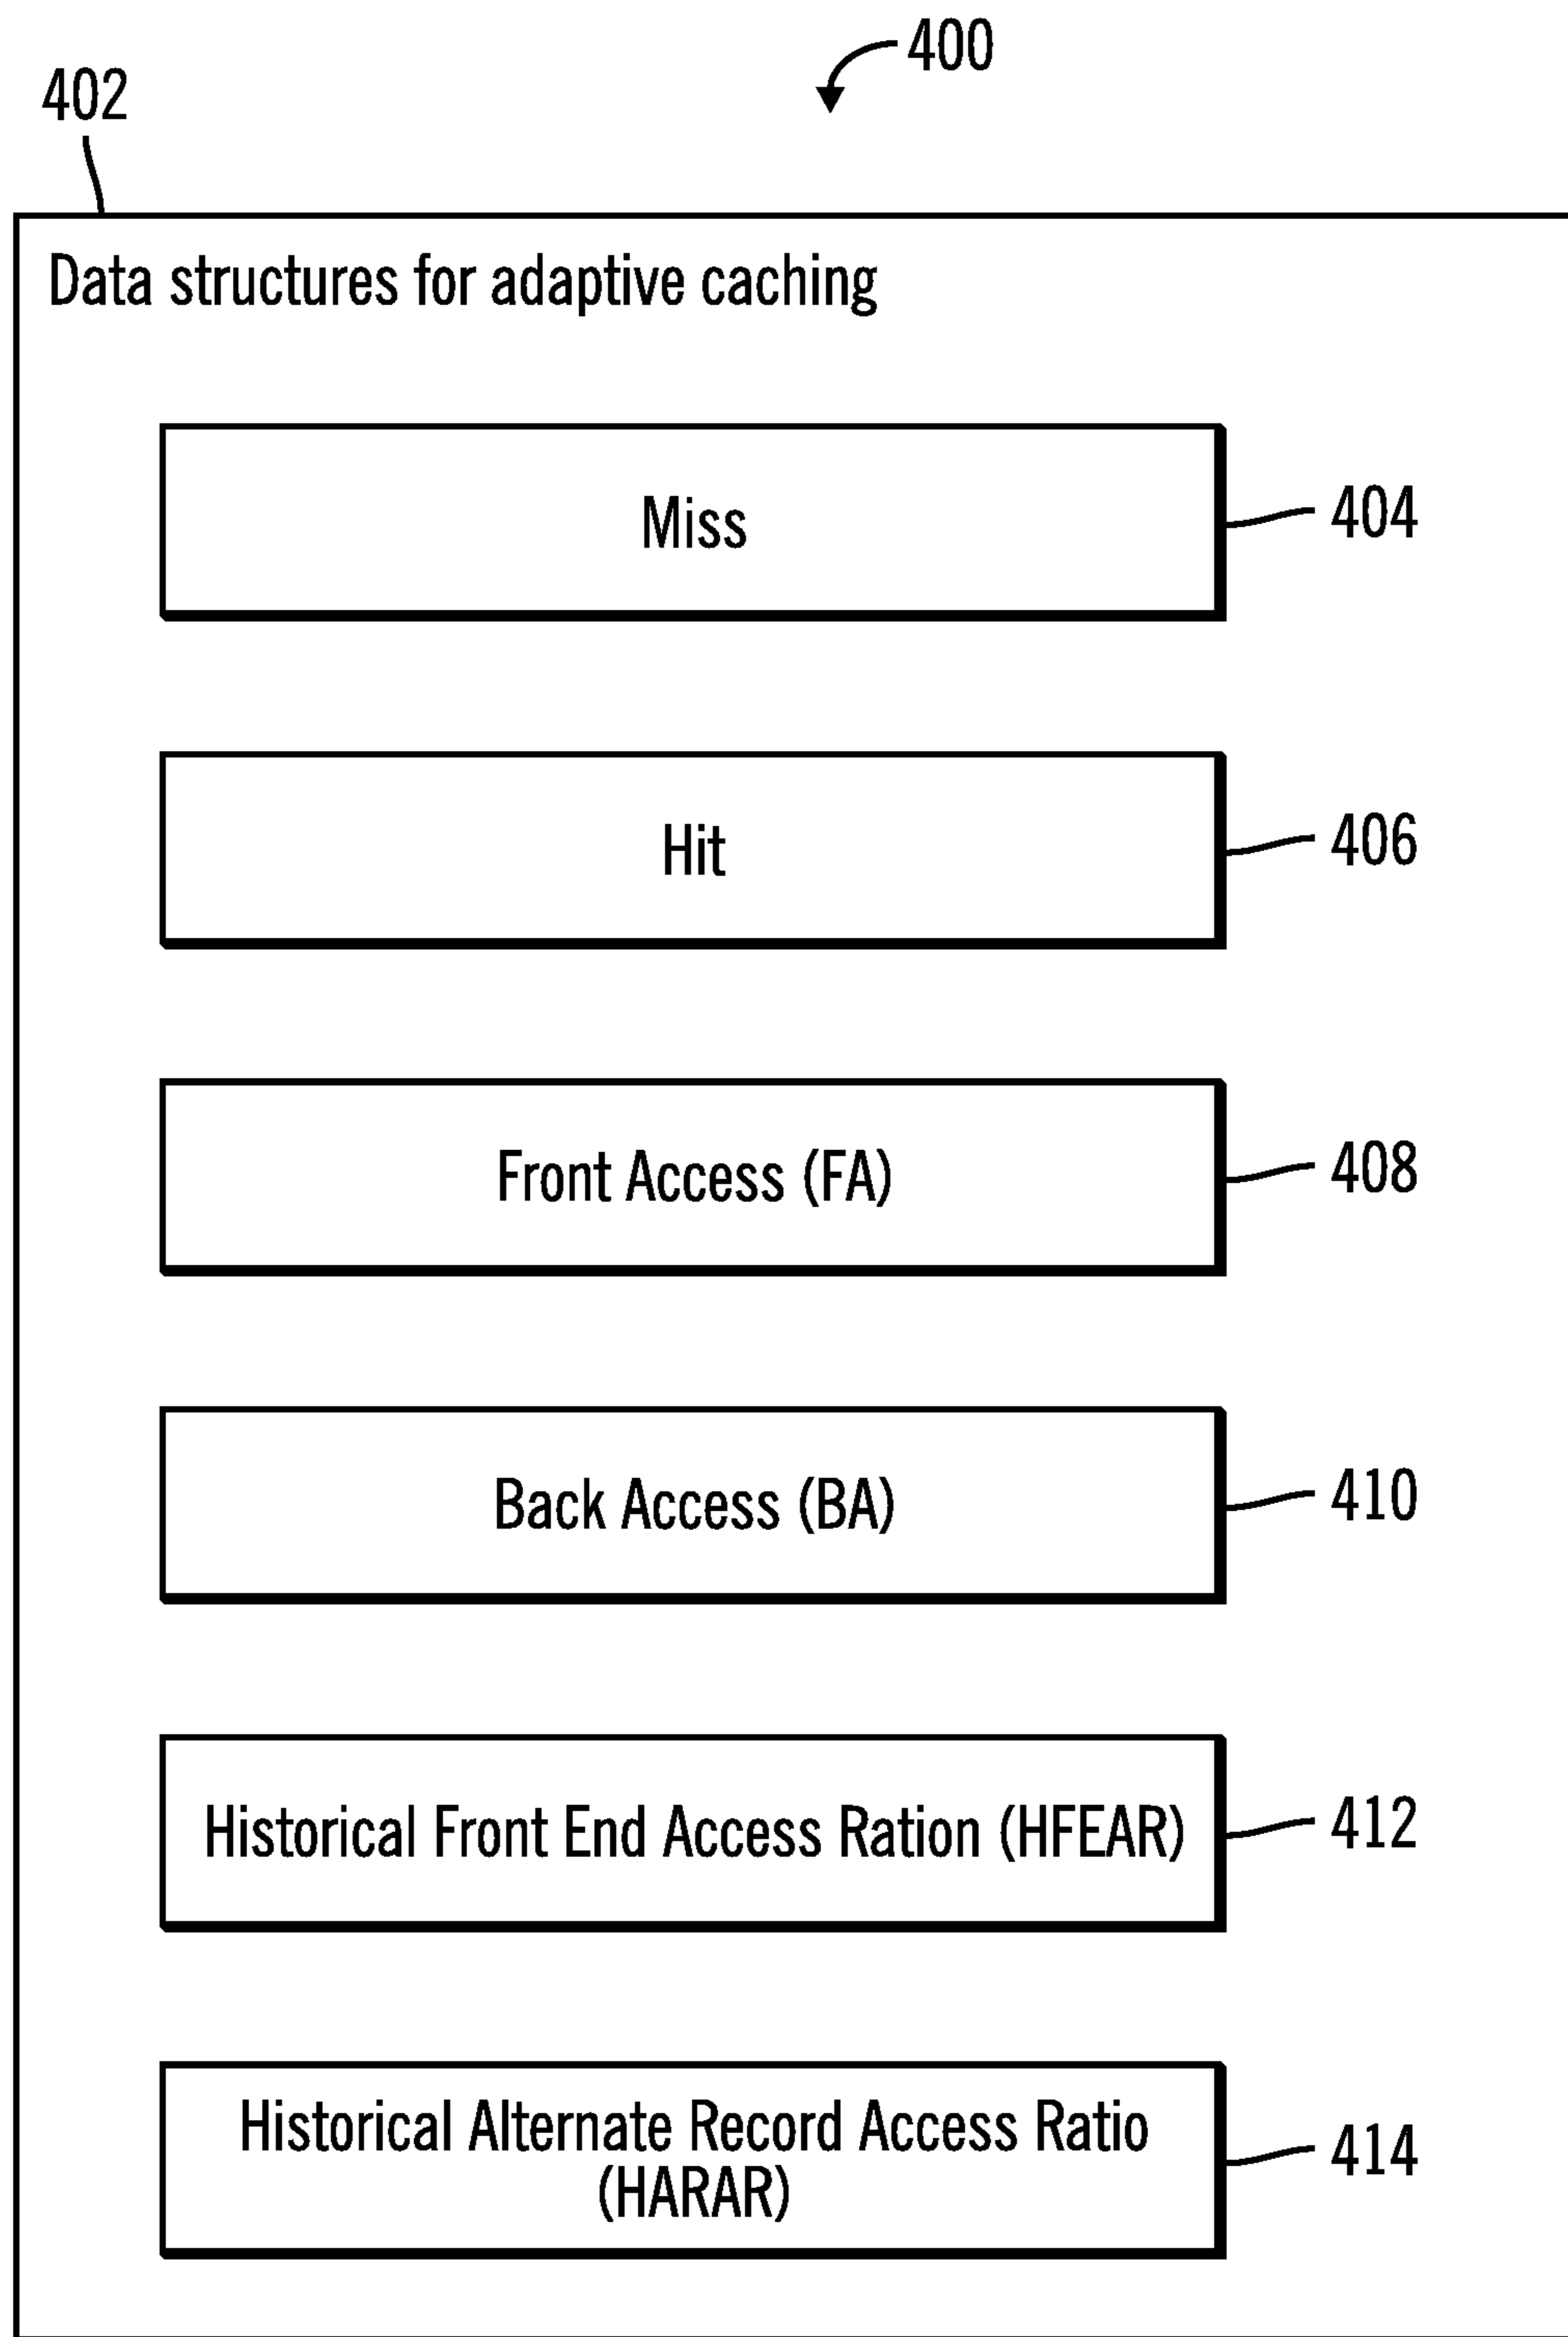 400
402
Data structures for adaptive caching
Miss
404
Hit
406
Front Access (FA)
408
Back Access (BA)
410
Historical Front End Access Ration (HFEAR)
412
Historical Alternate Record Access Ratio
(HARAR)
414